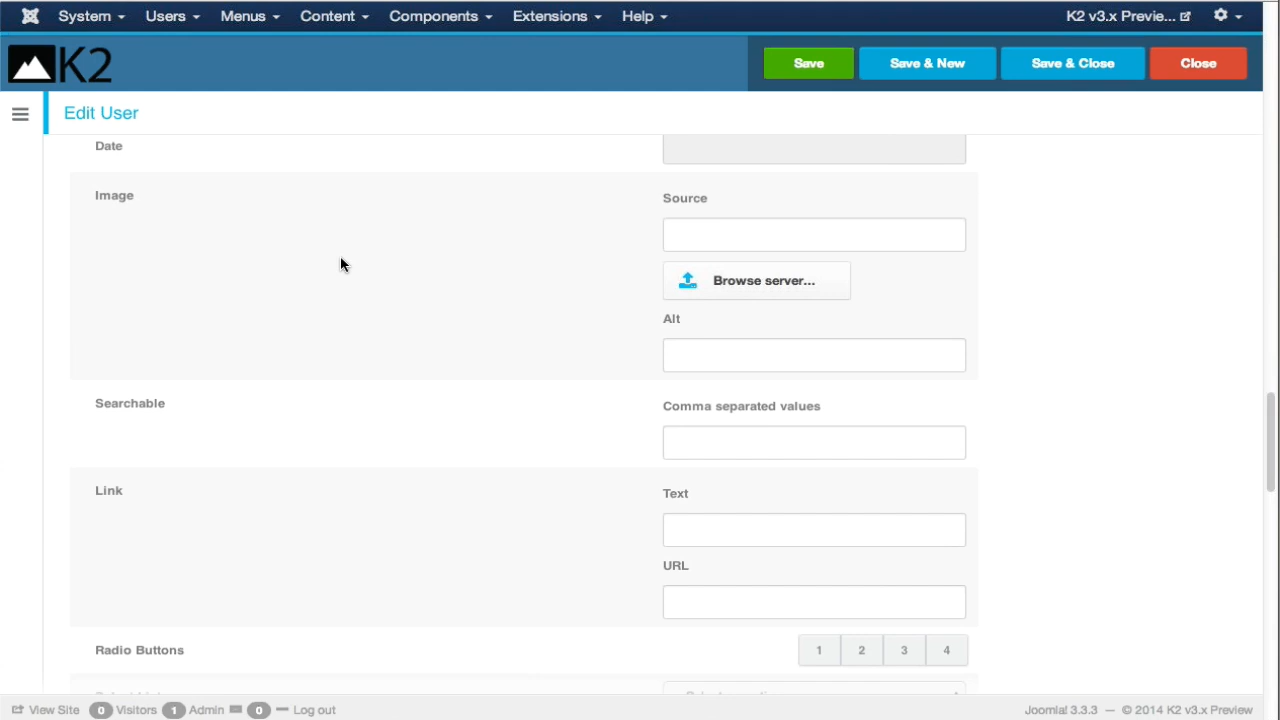 System Users Menus Content Components Extensions Help K2 v3.x Previe...
K2 Save Save & New Save & Close Close
Edit User
Date
Image Source
Browse server...
Alt
Searchable Comma separated values
Link Text
URL
Radio Buttons 1 2 3 4
View Site 0 Visitors 1 Admin 0 Log out Joomla! 3.3.3 — © 2014 K2 v3.x Preview